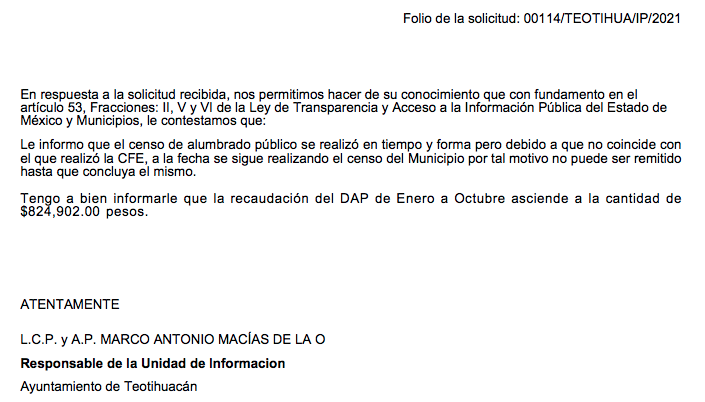 Folio de la solicitud: 00114/TEOTIHUA/IP/2021
En respuesta a la solicitud recibida, nos permitimos hacer de su conocimiento que con fundamento en el
artículo 53, Fracciones: II, V y VI de la Ley de Transparencia y Acceso a la Información Pública del Estado de
México y Municipios, le contestamos que:
Le informo que el censo de alumbrado público se realizó en tiempo y forma pero debido a que no coincide con
el que realizó la CFE, a la fecha se sigue realizando el censo del Municipio por tal motivo no puede ser remitido
hasta que concluya el mismo.
Tengo a bien informarle que la recaudación del DAP de Enero a Octubre asciende a la cantidad de
$824,902.00 pesos.
ATENTAMENTE
L.C.P. y A.P. MARCO ANTONIO MACÍAS DE LA O
Responsable de la Unidad de Informacion
Ayuntamiento de Teotihuacán